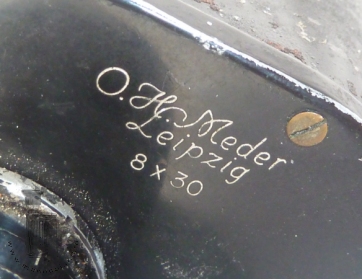 O. H. Meder
Leipzig
8 x 30